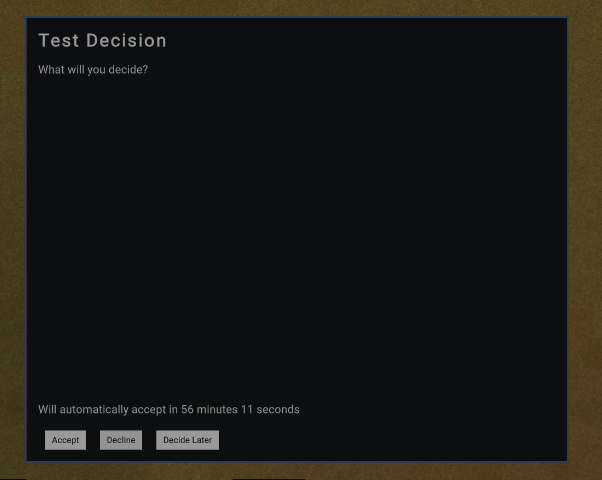 Test Decision
What will you decide?
Will automatically accept in 56 minutes 11 seconds
Accept Decline Decide Later